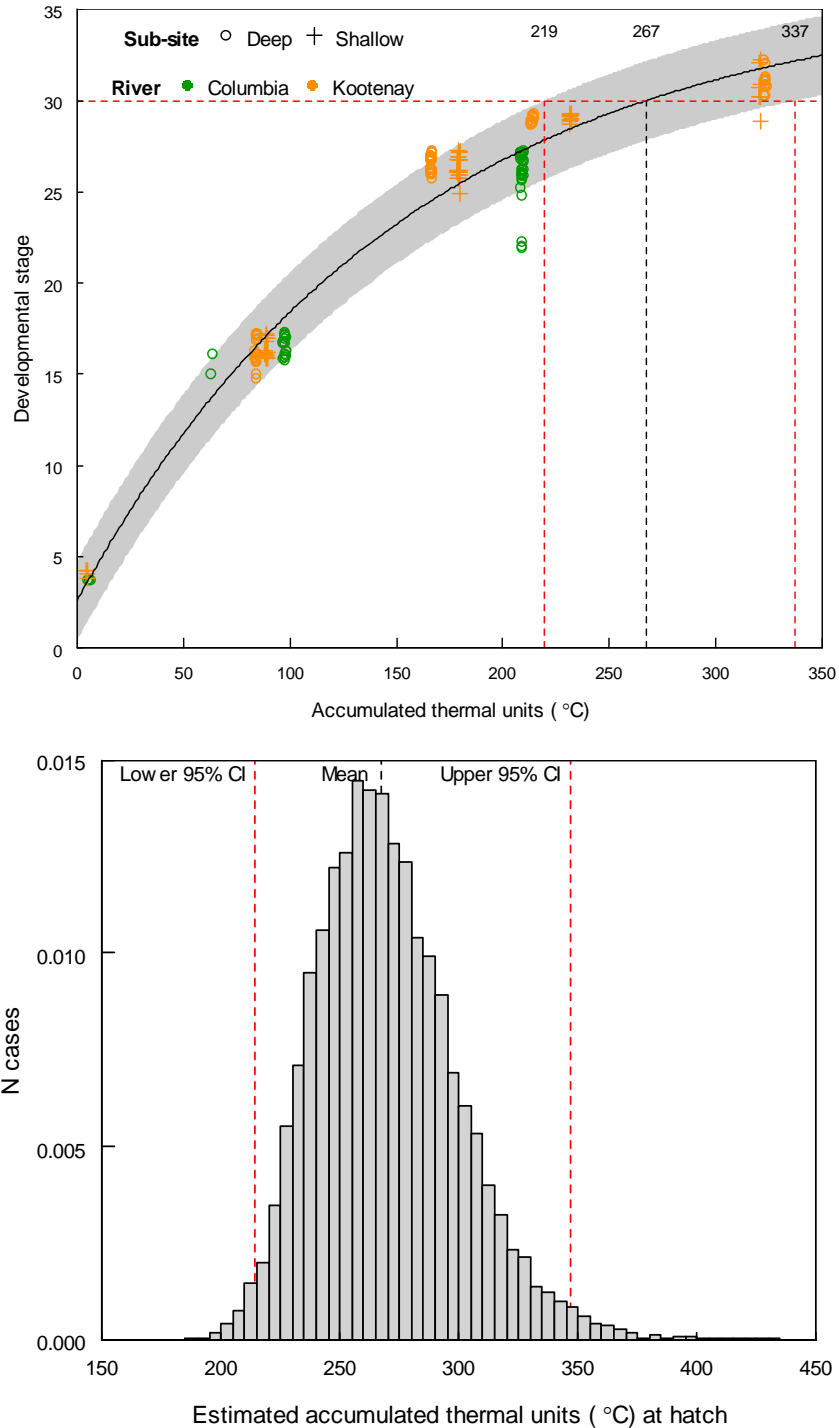 35
Sub-site Deep Shallow 219 267 337
River Columbia Kootenay
30
25
20
15
10
5
0
Developmental stage
0 50 100 150 200 250 300 350
Accumulated thermal units ( °C)
0.015
Lower 95% CI Mean Upper 95% CI
0.010
0.005
0.000
N cases
150 200 250 300 350 400 450
Estimated accumulated thermal units ( °C) at hatch